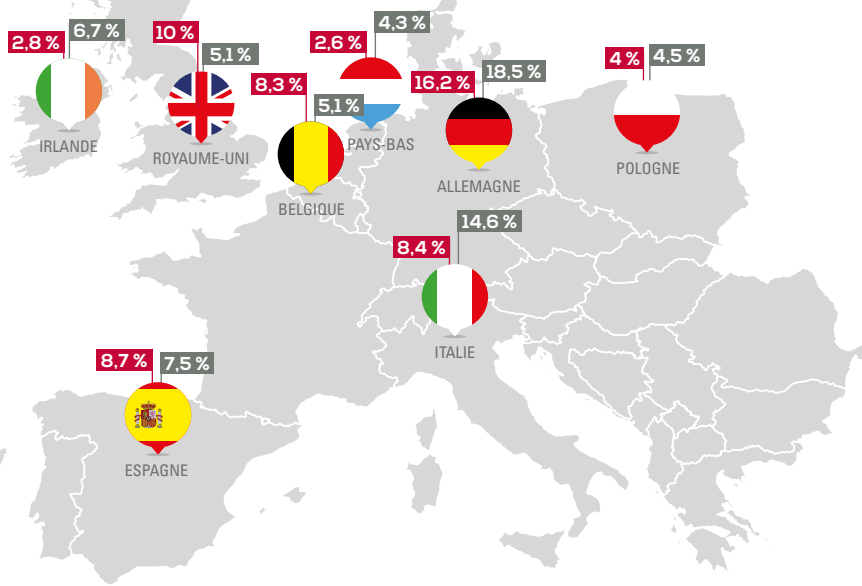 2,8 %
6,7 %
IRLANDE
10 %
5,1 %
ROYAUME-UNI
8,3 %
5,1 %
BELGIQUE
2,6 %
4,3 %
PAYS-BAS
16,2 %
18,5 %
ALLEMAGNE
4 %
4,5 %
POLOGNE
8,4 %
14,6 %
ITALIE
8,7 %
7,5 %
ESPAGNE